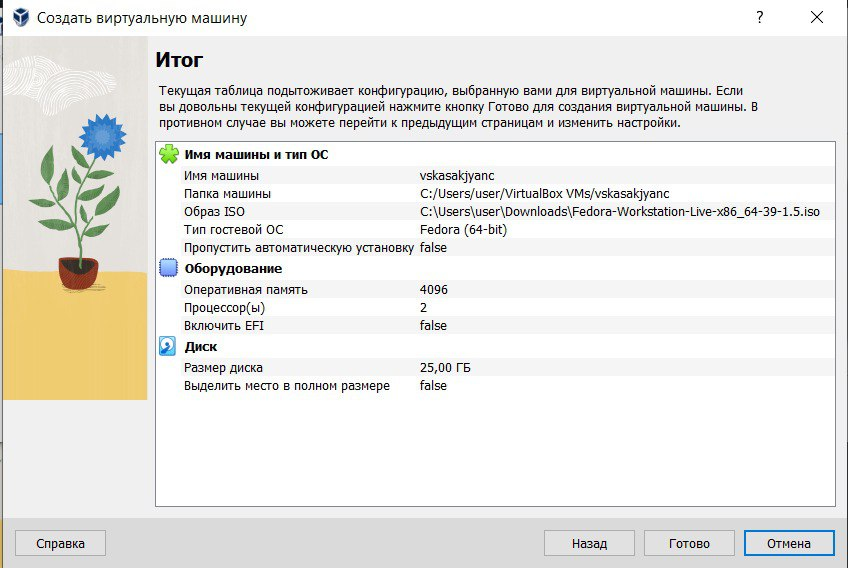 Создать виртуальную машину
?
Итог
Текущая таблица подытоживает конфигурацию, выбранную вами для виртуальной машины. Если
вы довольны текущей конфигурацией нажмите кнопку Готово для создания виртуальной машины. В
противном случае вы можете перейти к предыдущим страницам и изменить настройки.
Имя машины и тип ОС
Имя машины vskasakjyanc
Папка машины C:/Users/user/VirtualBox VMs/vskasakjyanc
Образ ISO C:\Users\user\Downloads\Fedora-Workstation-Live-x86_64-39-1.5.iso
Тип гостевой ОС Fedora (64-bit)
Пропустить автоматическую установку false
Оборудование
Оперативная память 4096
Процессор(ы) 2
Включить EFI false
Диск
Размер диска 25,00 ГБ
Выделить место в полном размере false
Справка Назад Готово Отмена